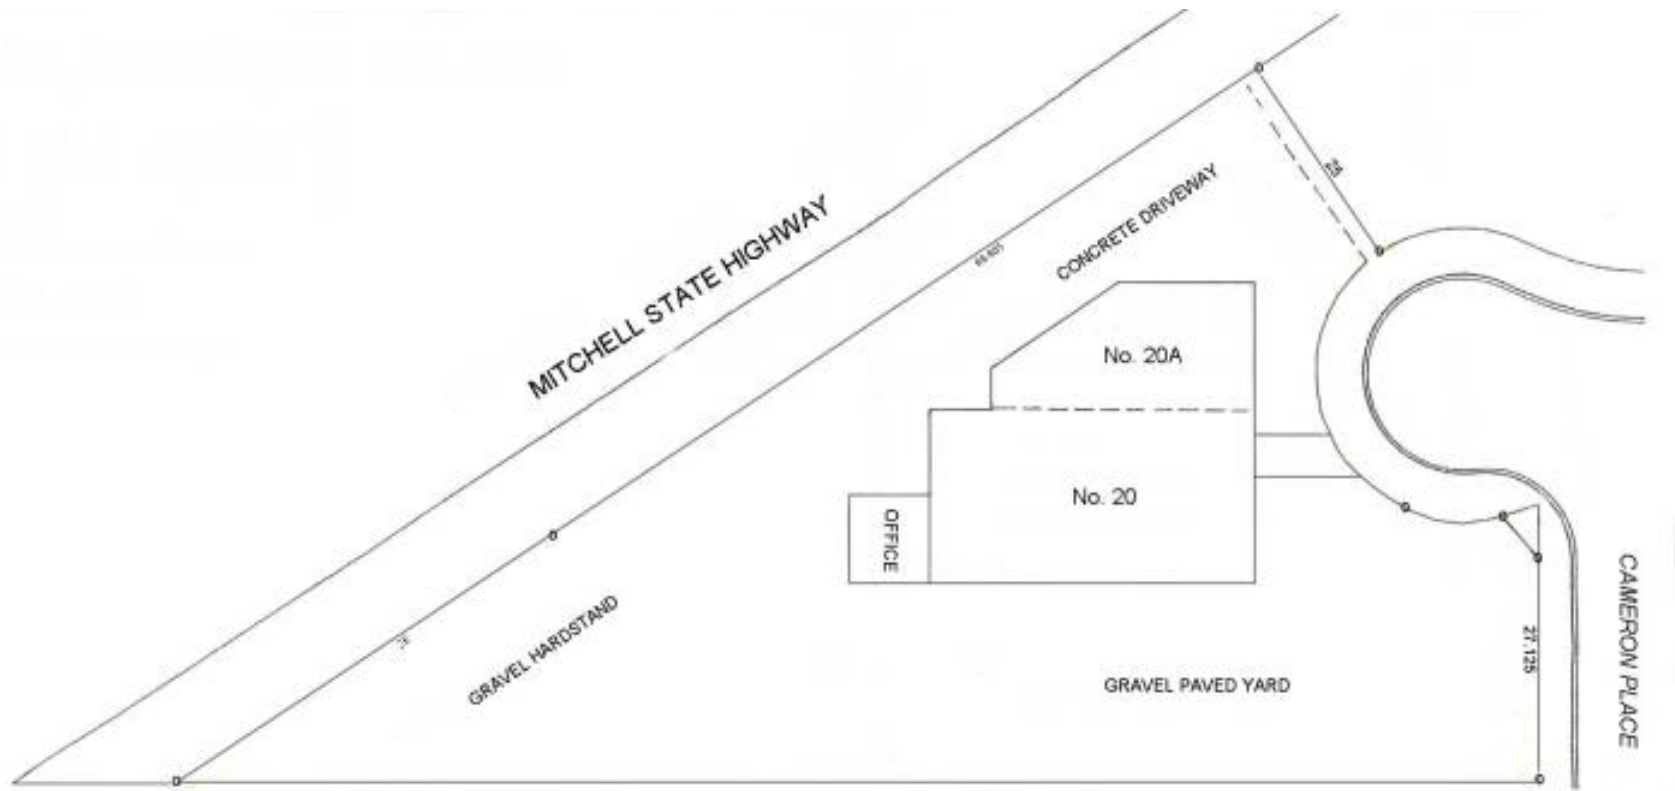 MITCHELL STATE HIGHWAY
CONCRETE DRIVEWAY
No. 20A
No. 20
OFFICE
GRAVEL HARDSTAND
GRAVEL PAVED YARD
27.125
CAMERON PLACE